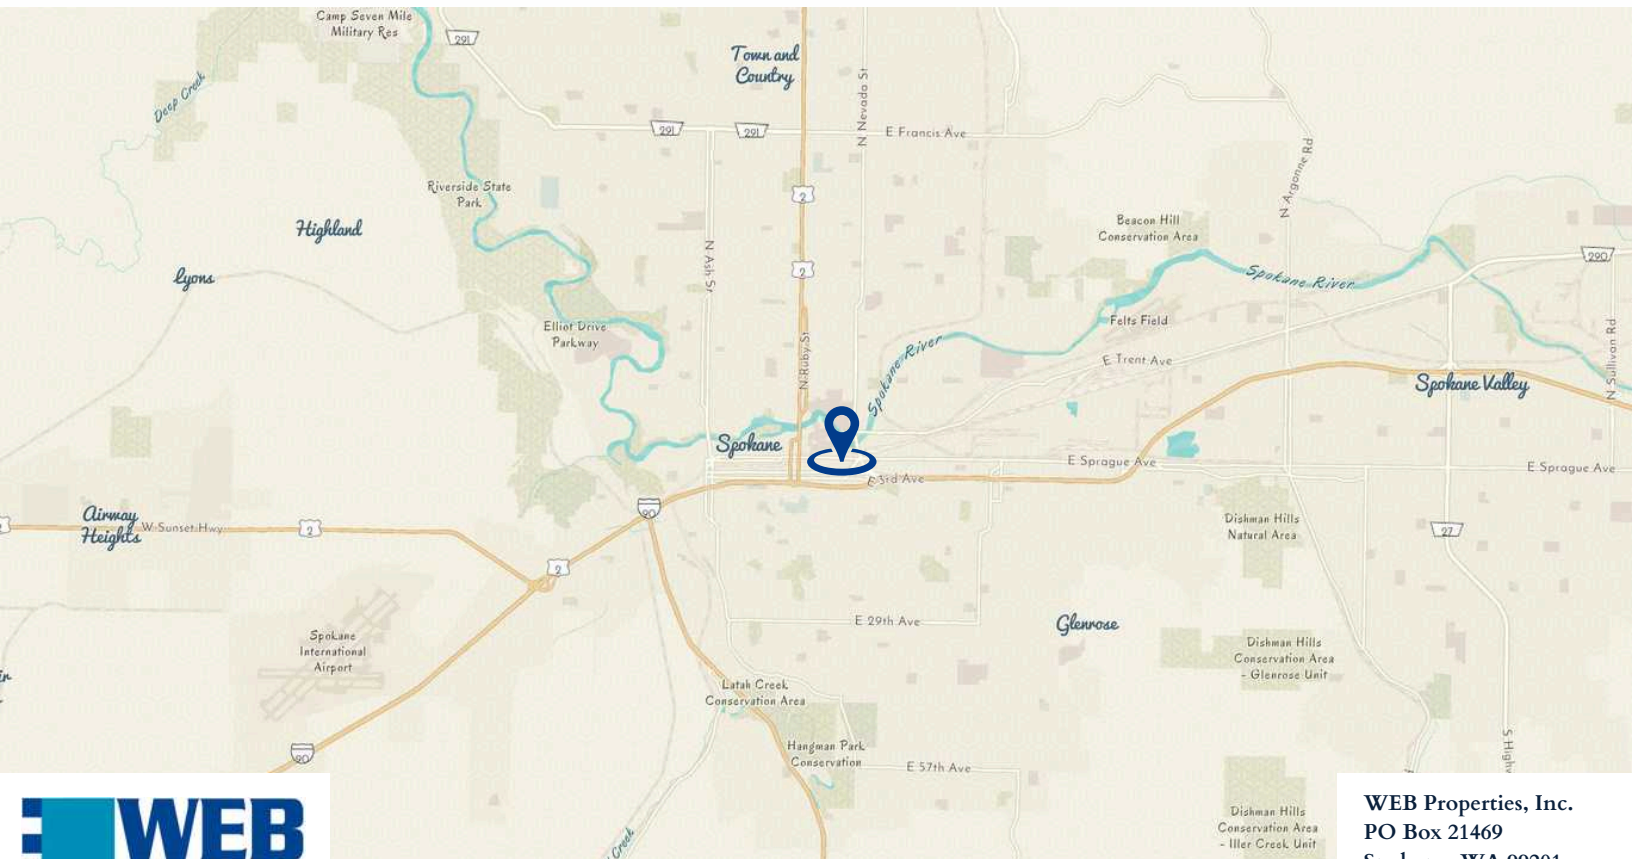 Camp Seven Mile
Military Res
291
Town and
Country
Deep Creek
N Nevada St
291
291
E Francis Ave
N Argonne Rd
Riverside State
Park
2
Highland
Beacon Hill
Conservation Area
N Ash St
290
Lyons
2
Spokane River
Elliot Drive
Parkway
Felts Field
N Ruby St
Spokane River
E Trent Ave
N Sullivan Rd
Spokane Valley
Spokane
E Sprague Ave
E Sprague Ave
E 3rd Ave
90
Airway
Heights
W Sunset Hwy
2
Dishman Hills
Natural Area
27
2
E 29th Ave
Glenrose
Spokane
International
Airport
Dishman Hills
Conservation Area
- Glenrose Unit
Latah Creek
Conservation Area
Hangman Park
Conservation
90
E 57th Ave
WEB
WEB Properties, Inc.
PO Box 21469
Dishman Hills
Conservation Area
- Iller Creek Unit
Creek